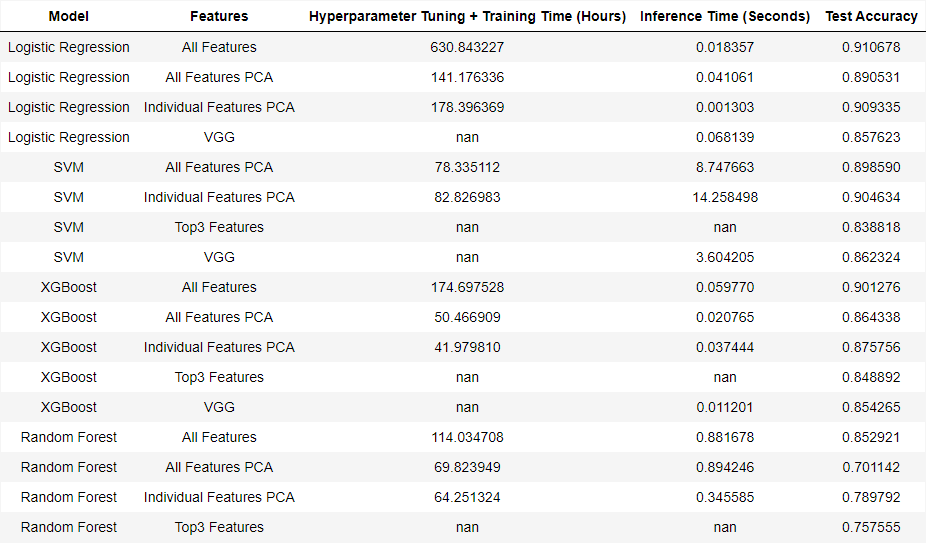 Model Features Hyperparameter Tuning + Training Time (Hours) Inference Time (Seconds) Test Accuracy
Logistic Regression All Features 630.843227 0.018357 0.910678
Logistic Regression All Features PCA 141.176336 0.041061 0.890531
Logistic Regression Individual Features PCA 178.396369 0.001303 0.909335
Logistic Regression VGG nan 0.068139 0.857623
SVM All Features PCA 78.335112 8.747663 0.898590
SVM Individual Features PCA 82.826983 14.258498 0.904634
SVM Top3 Features nan nan 0.838818
SVM VGG nan 3.604205 0.862324
XGBoost All Features 174.697528 0.059770 0.901276
XGBoost All Features PCA 50.466909 0.020765 0.864338
XGBoost Individual Features PCA 41.979810 0.037444 0.875756
XGBoost Top3 Features nan nan 0.848892
XGBoost VGG nan 0.011201 0.854265
Random Forest All Features 114.034708 0.881678 0.852921
Random Forest All Features PCA 69.823949 0.894246 0.701142
Random Forest Individual Features PCA 64.251324 0.345585 0.789792
Random Forest Top3 Features nan nan 0.757555